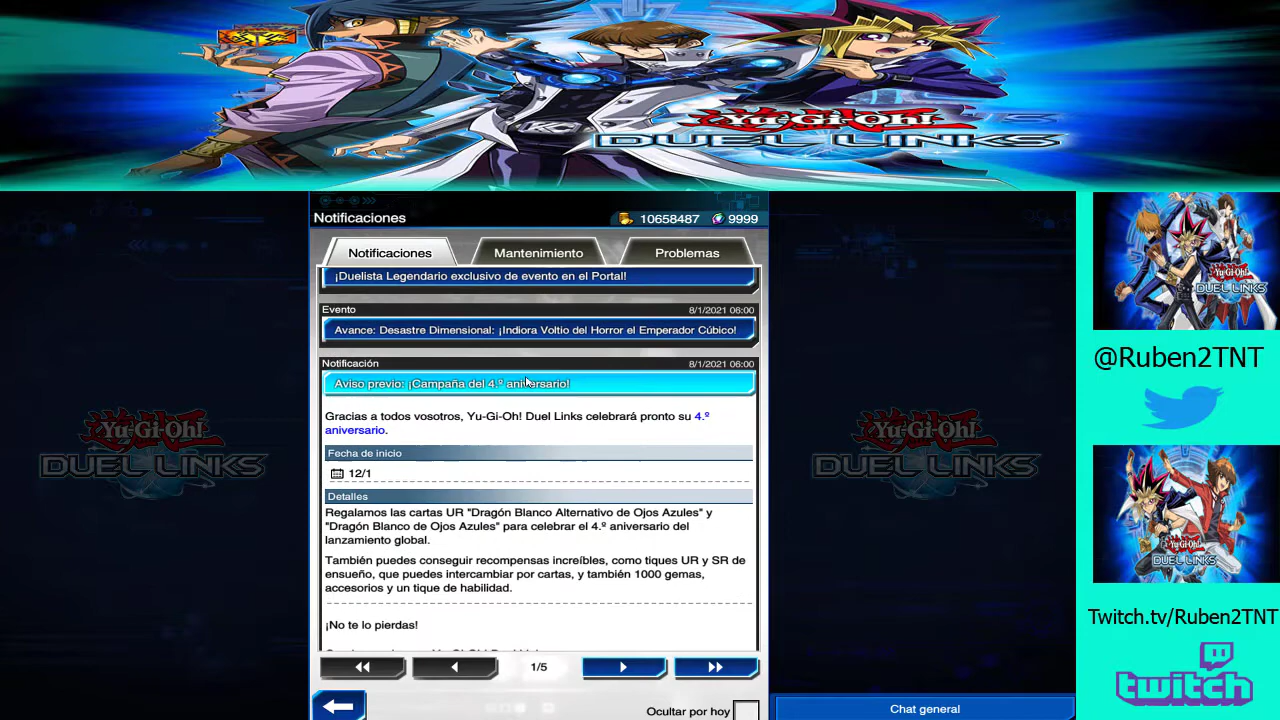 KC
Yu-Gi-Oh!
DUEL LINKS
Notificaciones
10658487
9999
Notificaciones
Mantenimiento
Problemas
¡Duelista Legendario exclusivo de evento en el Portal!
Evento
8/1/2021 06:00
Avance: Desastre Dimensional: ¡Indiora Voltio del Horror el Emperador Cúbico!
Notificación
8/1/2021 06:00
Aviso previo: ¡Campaña del 4.º aniversario!
Gracias a todos vosotros, Yu-Gi-Oh! Duel Links celebrará pronto su 4.º
aniversario.
Fecha de inicio
12/1
Detalles
Regalamos las cartas UR "Dragón Blanco Alternativo de Ojos Azules" y
"Dragón Blanco de Ojos Azules" para celebrar el 4.º aniversario del
lanzamiento global.
También puedes conseguir recompensas increíbles, como tiques UR y SR de
ensueño, que puedes intercambiar por cartas, y también 1000 gemas,
accesorios y un tique de habilidad.
¡No te lo pierdas!
1/5
Ocultar por hoy
Chat general
Yu-Gi-Oh!
DUEL LINKS
Yu-Gi-Oh!
DUEL LINKS
Yu-Gi-Oh!
DUEL LINKS
@Ruben2TNT
Yu-Gi-Oh!
DUEL LINKS
Twitch.tv/Ruben2TNT
twitch